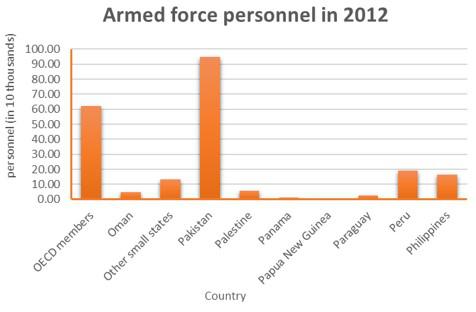 Armed force personnel in 2012
personnel (in 10 thousands)
100.00
90.00
80.00
70.00
60.00
50.00
40.00
30.00
20.00
10.00
0.00
OECD members
Oman
Other small states
Pakistan
Palestine
Panama
Papua New Guinea
Paraguay
Peru
Philippines
Country